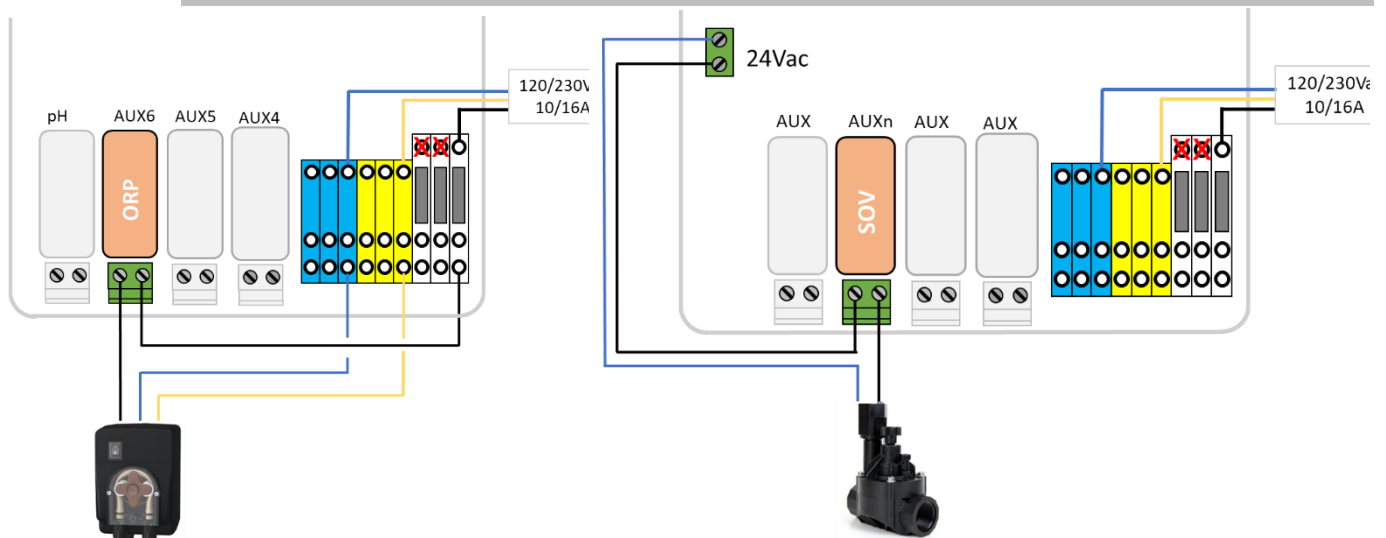 pH AUX6 AUX5 AUX4
ORP
120/230V
10/16A
24Vac
AUX AUXn AUX AUX
SOV
120/230Va
10/16A